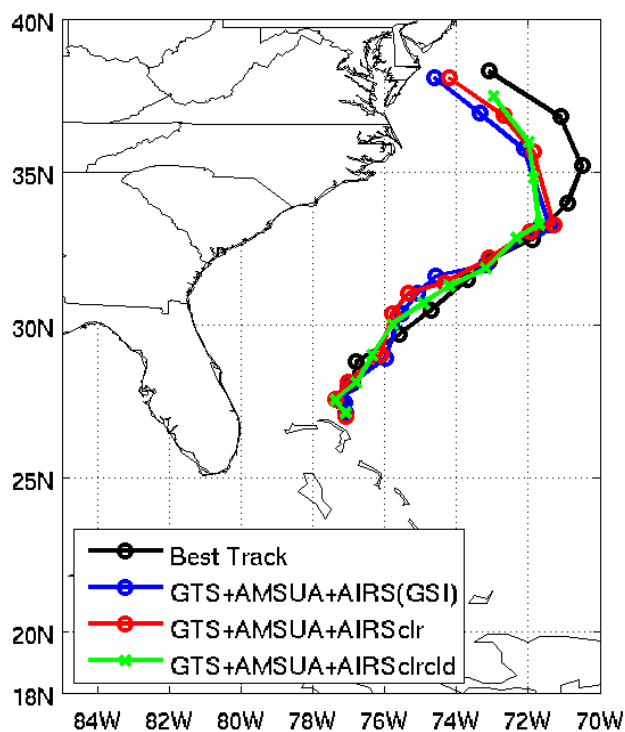 40N
35N
30N
25N
20N
18N
Best Track
GTS+AMSUA+AIRS(GSI)
GTS+AMSUA+AIRSclr
GTS+AMSUA+AIRSclrcld
84W 82W 80W 78W 76W 74W 72W 70W